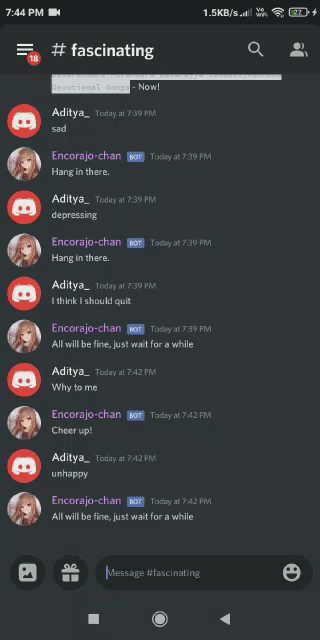 7:44 PM 1.5KB/s Vo WiFi 22
18 # fascinating
Devotional Songs - Now!
Aditya_ Today at 7:39 PM
sad
Encorajo-chan BOT Today at 7:39 PM
Hang in there.
Aditya_ Today at 7:39 PM
depressing
Encorajo-chan BOT Today at 7:39 PM
Hang in there.
Aditya_ Today at 7:39 PM
I think I should quit
Encorajo-chan BOT Today at 7:39 PM
All will be fine, just wait for a while
Aditya_ Today at 7:42 PM
Why to me
Encorajo-chan BOT Today at 7:42 PM
Cheer up!
Aditya_ Today at 7:42 PM
unhappy
Encorajo-chan BOT Today at 7:42 PM
All will be fine, just wait for a while
Message #fascinating